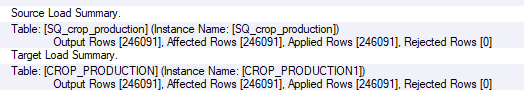 Source Load Summary.
Table: [SQ_crop_production] (Instance Name: [SQ_crop_production])
Output Rows [246091], Affected Rows [246091], Applied Rows [246091], Rejected Rows [0]
Target Load Summary.
Table: [CROP_PRODUCTION] (Instance Name: [CROP_PRODUCTION1])
Output Rows [246091], Affected Rows [246091], Applied Rows [246091], Rejected Rows [0]